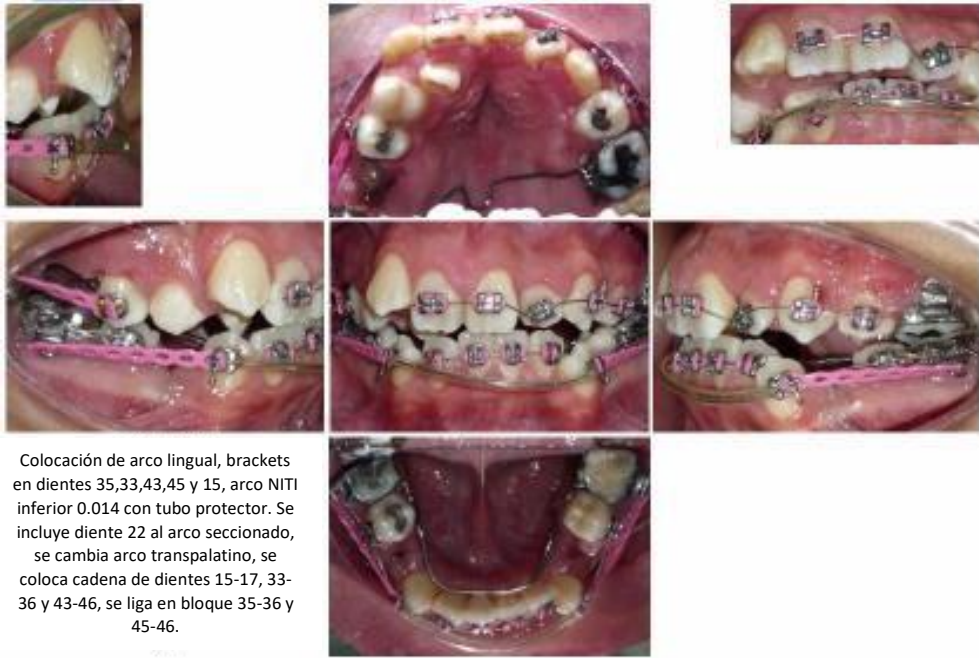 Colocación de arco lingual, brackets
en dientes 35,33,43,45 y 15, arco NITI
inferior 0.014 con tubo protector. Se
incluye diente 22 al arco seccionado,
se cambia arco transpalatino, se
coloca cadena de dientes 15-17, 33-
36 y 43-46, se liga en bloque 35-36 y
45-46.